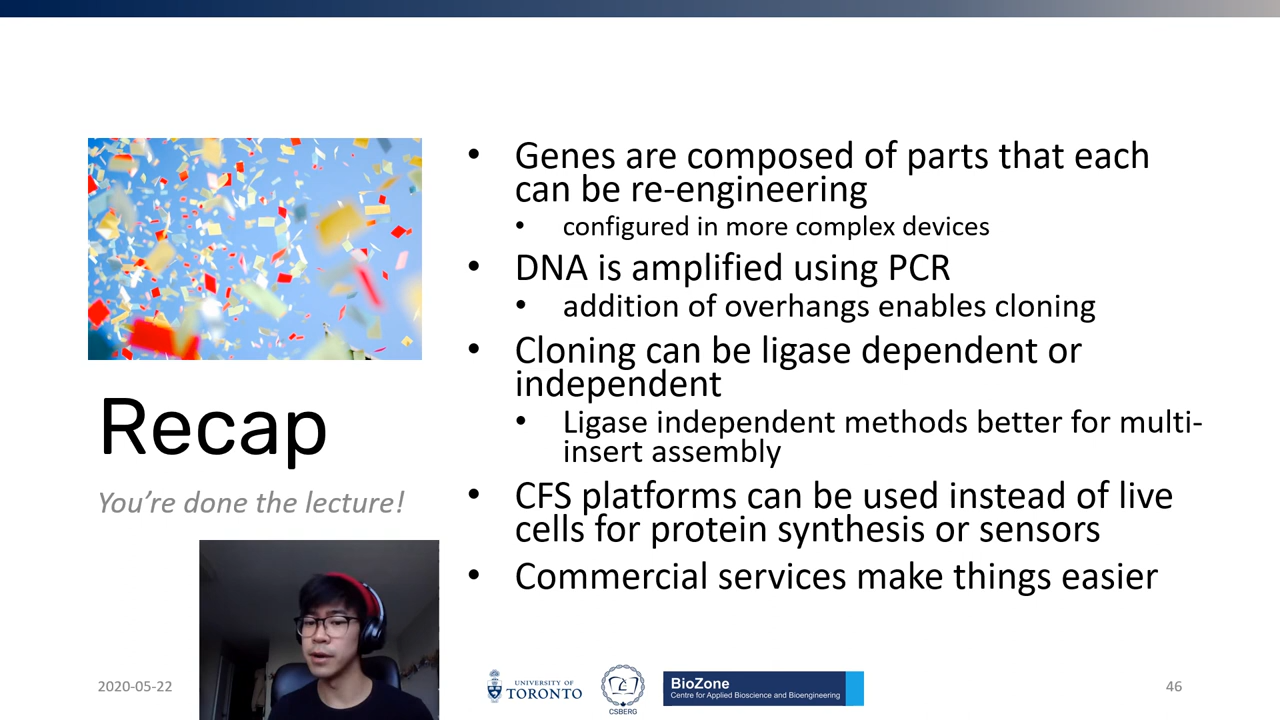 Genes are composed of parts that each
can be re-engineering
configured in more complex devices
DNA is amplified using PCR
addition of overhangs enables cloning
Cloning can be ligase dependent or
independent
Ligase independent methods better for multi-
insert assembly
CFS platforms can be used instead of live
cells for protein synthesis or sensors
Commercial services make things easier
Recap
You're done the lecture!
2020-05-22
UNIVERSITY OF
TORONTO
CSBERG
BioZone
Centre for Applied Bioscience and Bioengineering
46